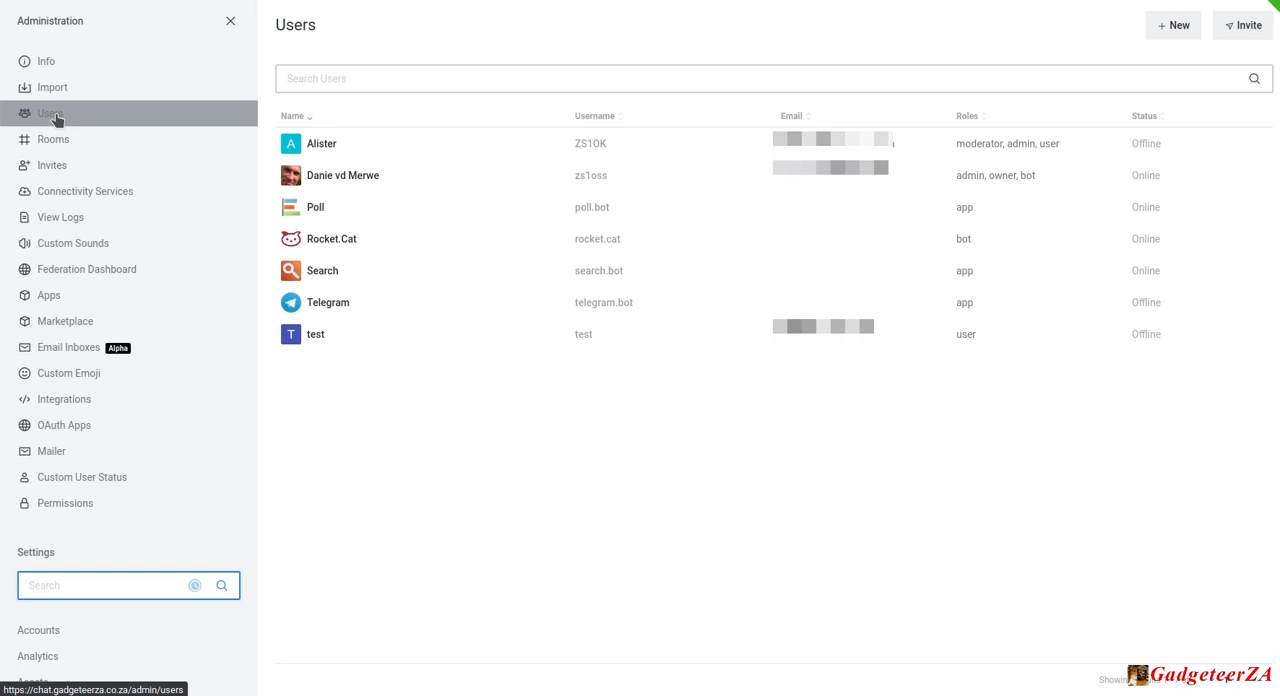 Administration
Info
Import
Users
Rooms
Invites
Connectivity Services
View Logs
Custom Sounds
Federation Dashboard
Apps
Marketplace
Email Inboxes Alpha
Custom Emoji
Integrations
OAuth Apps
Mailer
Custom User Status
Permissions
Settings
Search
Accounts
Analytics
https://chat.gadgeteerza.co.za/admin/users
Users
+ New
Invite
Search Users
Name Username Email Roles Status
A Alister ZS1OK moderator, admin, user Offline
Danie vd Merwe zs1oss admin, owner, bot Online
Poll poll.bot app Online
Rocket.Cat rocket.cat bot Online
Search search.bot app Online
Telegram telegram.bot app Offline
T test test user Offline
GadgeteerZA